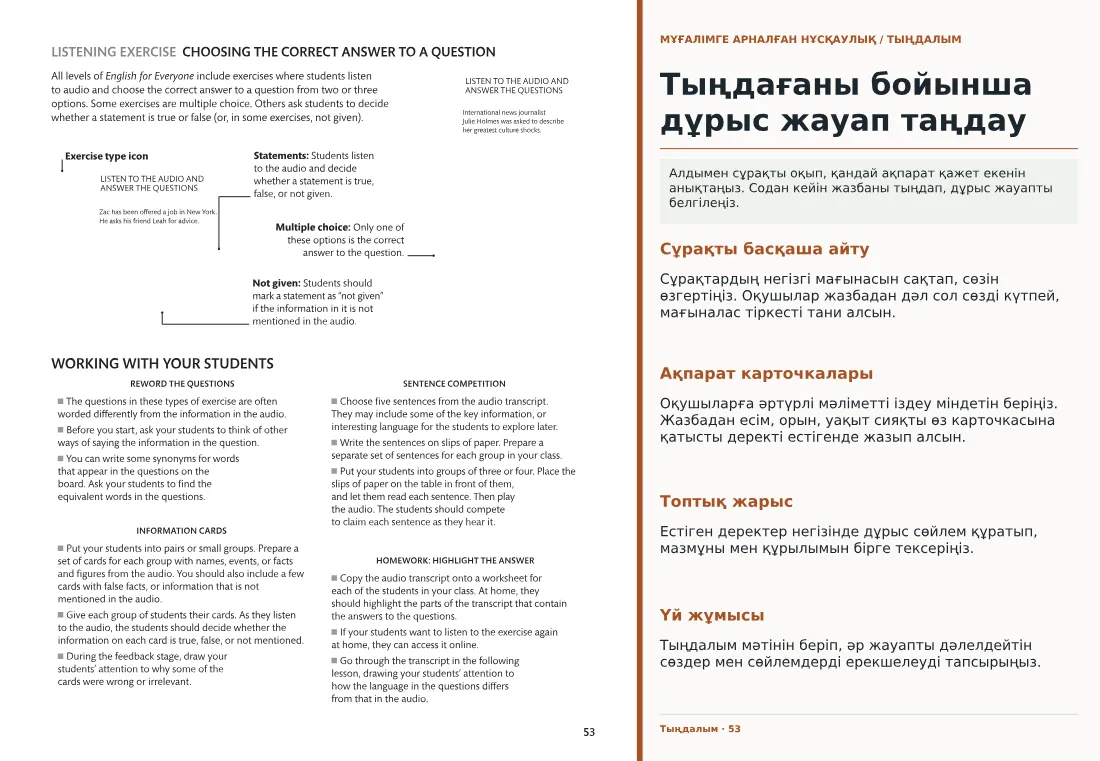 LISTENING EXERCISE CHOOSING THE CORRECT ANSWER TO A QUESTION
All levels of English for Everyone include exercises where students listen
to audio and choose the correct answer to a question from two or three
options. Some exercises are multiple choice. Others ask students to decide
whether a statement is true or false (or, in some exercises, not given).
LISTEN TO THE AUDIO AND
ANSWER THE QUESTIONS
International news journalist
Julie Holmes was asked to describe
her greatest culture shocks.
Exercise type icon
LISTEN TO THE AUDIO AND
ANSWER THE QUESTIONS
Zac has been offered a job in New York.
He asks his friend Leah for advice.
Statements: Students listen
to the audio and decide
whether a statement is true,
false, or not given.
Multiple choice: Only one of
these options is the correct
answer to the question.
Not given: Students should
mark a statement as “not given”
if the information in it is not
mentioned in the audio.
WORKING WITH YOUR STUDENTS
REWORD THE QUESTIONS
■ The questions in these types of exercise are often
worded differently from the information in the audio.
■ Before you start, ask your students to think of other
ways of saying the information in the question.
■ You can write some synonyms for words
that appear in the questions on the
board. Ask your students to find the
equivalent words in the questions.
INFORMATION CARDS
■ Put your students into pairs or small groups. Prepare a
set of cards for each group with names, events, or facts
and figures from the audio. You should also include a few
cards with false facts, or information that is not
mentioned in the audio.
■ Give each group of students their cards. As they listen
to the audio, the students should decide whether the
information on each card is true, false, or not mentioned.
■ During the feedback stage, draw your
students’ attention to why some of the
cards were wrong or irrelevant.
SENTENCE COMPETITION
■ Choose five sentences from the audio transcript.
They may include some of the key information, or
interesting language for the students to explore later.
■ Write the sentences on slips of paper. Prepare a
separate set of sentences for each group in your class.
■ Put your students into groups of three or four. Place the
slips of paper on the table in front of them,
and let them read each sentence. Then play
the audio. The students should compete
to claim each sentence as they hear it.
HOMEWORK: HIGHLIGHT THE ANSWER
■ Copy the audio transcript onto a worksheet for
each of the students in your class. At home, they
should highlight the parts of the transcript that contain
the answers to the questions.
■ If your students want to listen to the exercise again
at home, they can access it online.
■ Go through the transcript in the following
lesson, drawing your students’ attention to
how the language in the questions differs
from that in the audio.
53
МҰҒАЛІМГЕ АРНАЛҒАН НҰСҚАУЛЫҚ / ТЫҢДАЛЫМ
Тыңдағаны бойынша
дұрыс жауап таңдау
Алдымен сұрақты оқып, қандай ақпарат қажет екенін
анықтаңыз. Содан кейін жазбаны тыңдап, дұрыс жауапты
белгілеңіз.
Сұрақты басқаша айту
Сұрақтардың негізгі мағынасын сақтап, сөзін
өзгертіңіз. Оқушылар жазбадан дәл сол сөзді күтпей,
мағыналас тіркесті тани алсын.
Ақпарат карточкалары
Оқушыларға әртүрлі мәліметті іздеу міндетін беріңіз.
Жазбадан есім, орын, уақыт сияқты өз карточкасына
қатысты деректі естігенде жазып алсын.
Топтық жарыс
Естіген деректер негізінде дұрыс сөйлем құратып,
мазмұны мен құрылымын бірге тексеріңіз.
Үй жұмысы
Тыңдалым мәтінін беріп, әр жауапты дәлелдейтін
сөздер мен сөйлемдерді ерекшелеуді тапсырыңыз.
Тыңдалым · 53